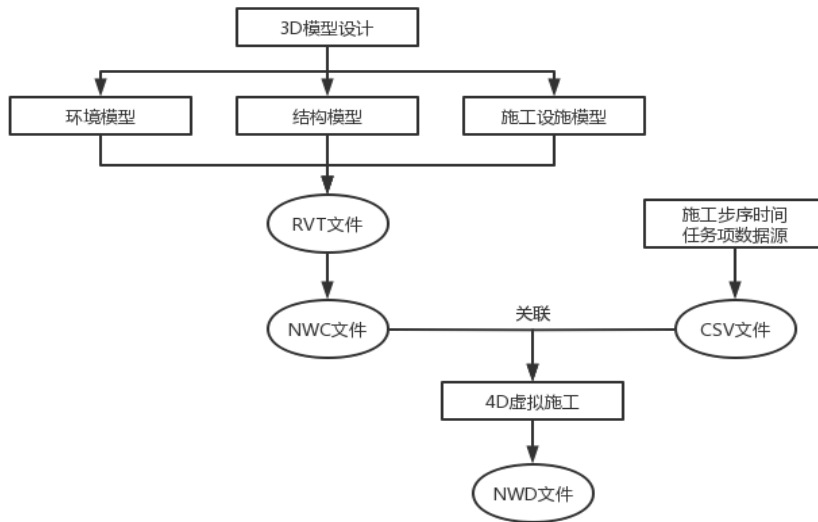 3D模型设计
环境模型
结构模型
施工设施模型
RVT文件
施工步序时间
任务项数据源
NWC文件
关联
CSV文件
4D虚拟施工
NWD文件